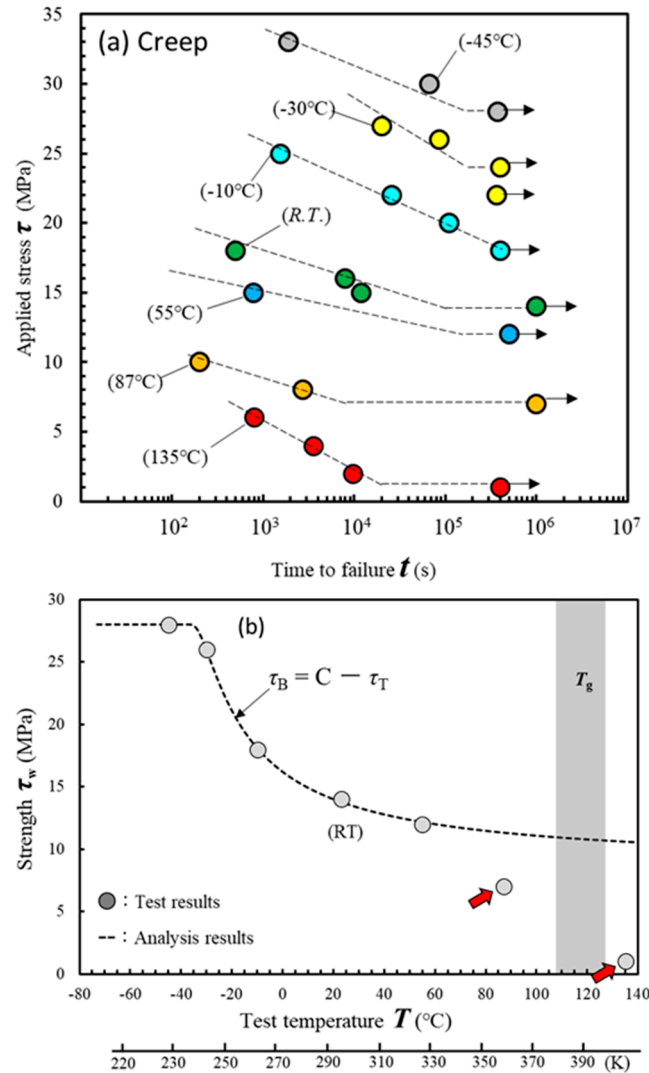 35
(a) Creep
(-45℃)
30
(-30℃)
25
(-10℃)
20
(R.T.)
15
(55℃)
10
(87℃)
5
(135℃)
0
Applied stress τ (MPa)
10² 10³ 10⁴ 10⁵ 10⁶ 10⁷
Time to failure t (s)
30
(b)
25
τB = C − τT
Tg
20
15
(RT)
10
5
●：Test results
---：Analysis results
0
Strength τw (MPa)
-80 -60 -40 -20 0 20 40 60 80 100 120 140
Test temperature T (℃)
220 230 250 270 290 310 330 350 370 390 (K)